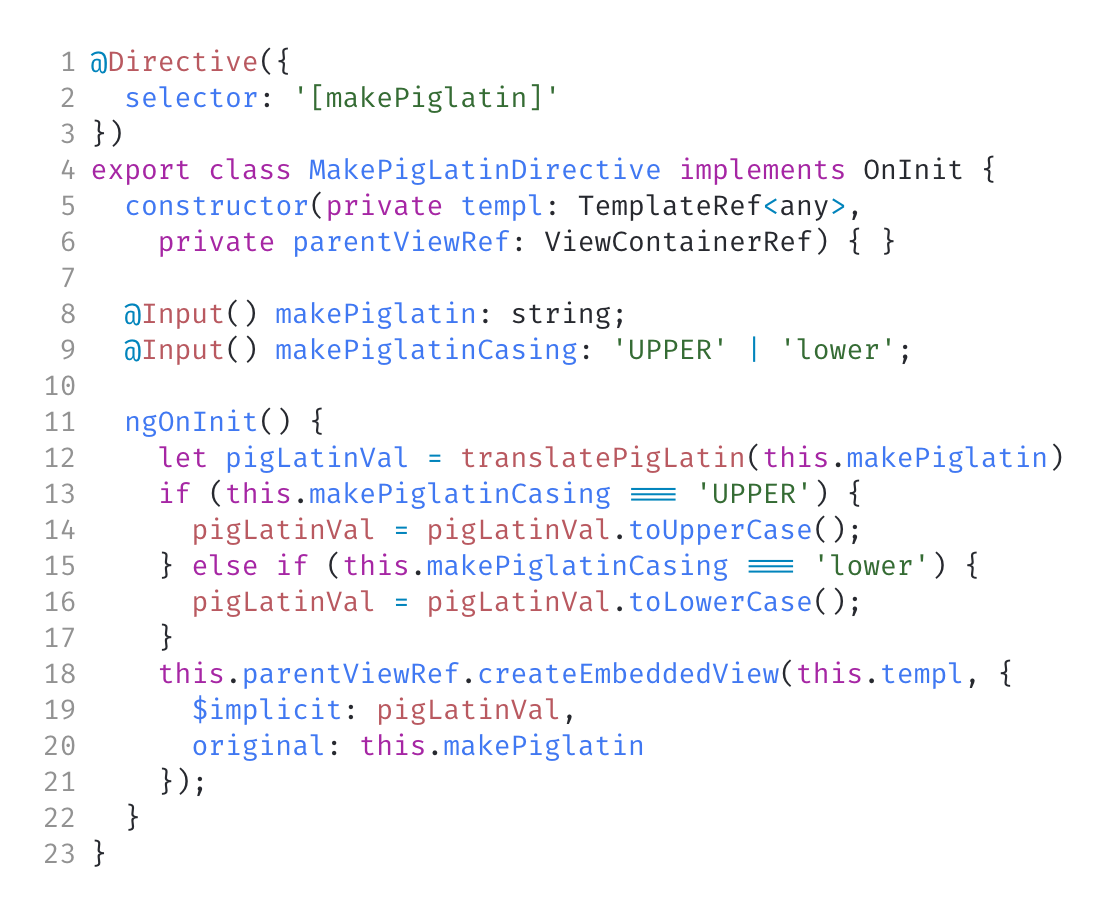 1 @Directive({
2   selector: '[makePiglatin]'
3 })
4 export class MakePigLatinDirective implements OnInit {
5   constructor(private templ: TemplateRef<any>,
6     private parentViewRef: ViewContainerRef) { }
7
8   @Input() makePiglatin: string;
9   @Input() makePiglatinCasing: 'UPPER' | 'lower';
10
11   ngOnInit() {
12     let pigLatinVal = translatePigLatin(this.makePiglatin)
13     if (this.makePiglatinCasing === 'UPPER') {
14       pigLatinVal = pigLatinVal.toUpperCase();
15     } else if (this.makePiglatinCasing === 'lower') {
16       pigLatinVal = pigLatinVal.toLowerCase();
17     }
18     this.parentViewRef.createEmbeddedView(this.templ, {
19       $implicit: pigLatinVal,
20       original: this.makePiglatin
21     });
22   }
23 }